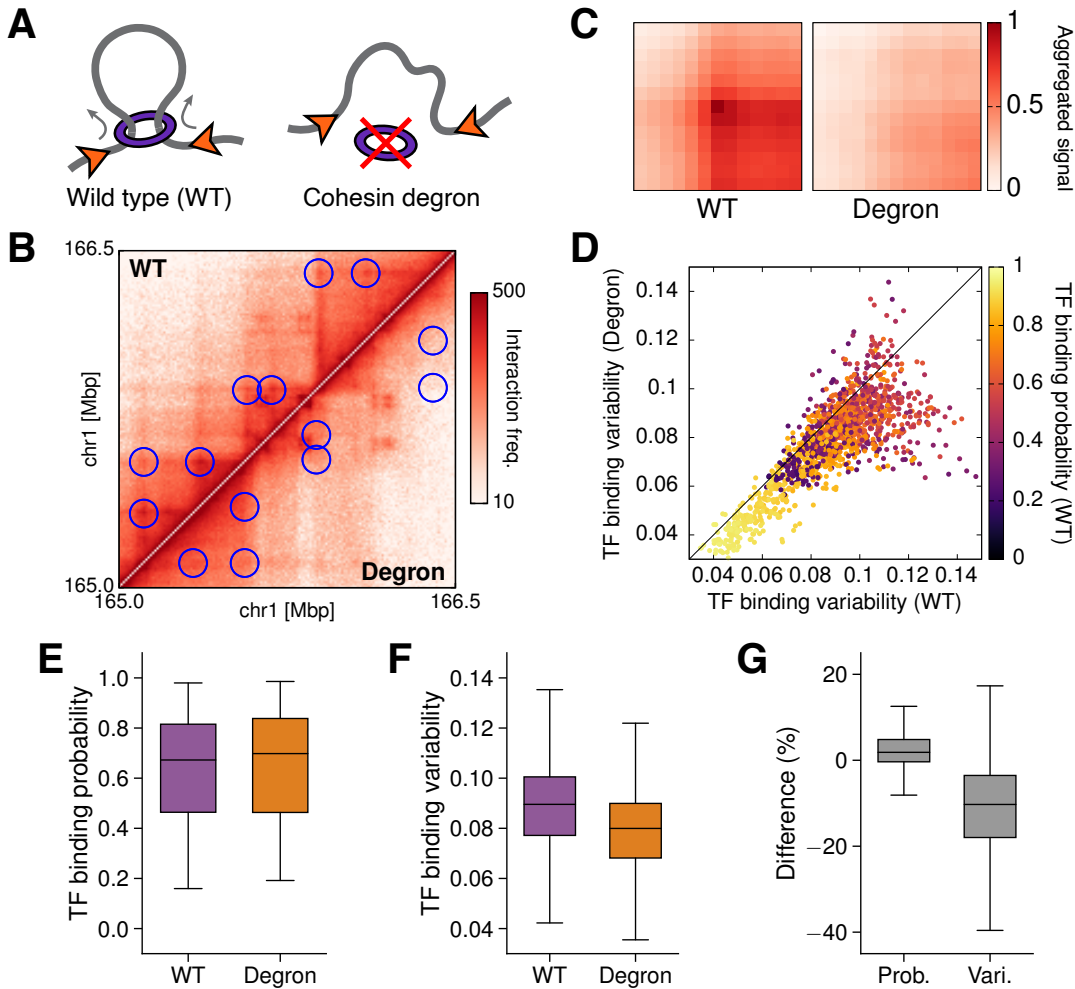 A
Wild type (WT)
Cohesin degron
B
166.5
WT
Degron
165.0
165.0
166.5
chr1 [Mbp]
chr1 [Mbp]
500
10
Interaction freq.
C
WT
Degron
1
0.5
0
Aggregated signal
D
0.14
0.12
0.1
0.08
0.06
0.04
TF binding variability (Degron)
0.04 0.06 0.08 0.1 0.12 0.14
TF binding variability (WT)
1
0.8
0.6
0.4
0.2
0
TF binding probability (WT)
E
1.0
0.8
0.6
0.4
0.2
0.0
TF binding probability
WT Degron
F
0.14
0.12
0.10
0.08
0.06
0.04
TF binding variability
WT Degron
G
20
0
−20
−40
Difference (%)
Prob. Vari.